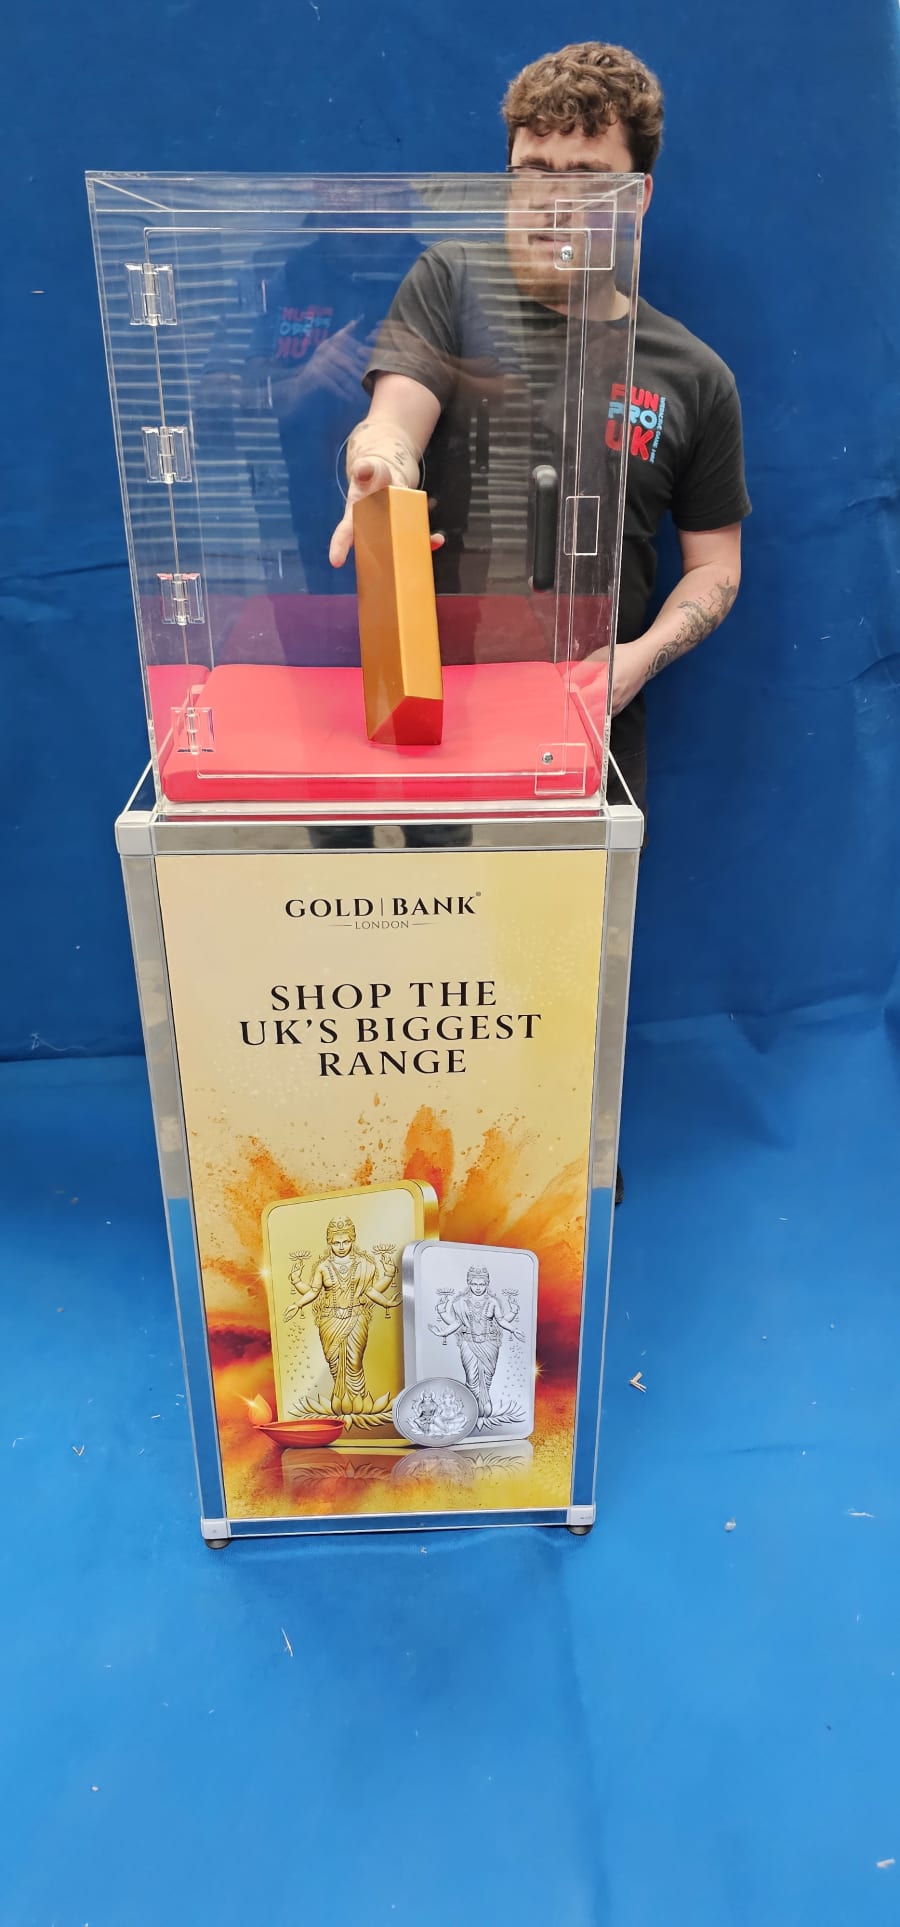 FUN
PRO
UK
GOLD | BANK®
LONDON
SHOP THE
UK'S BIGGEST
RANGE